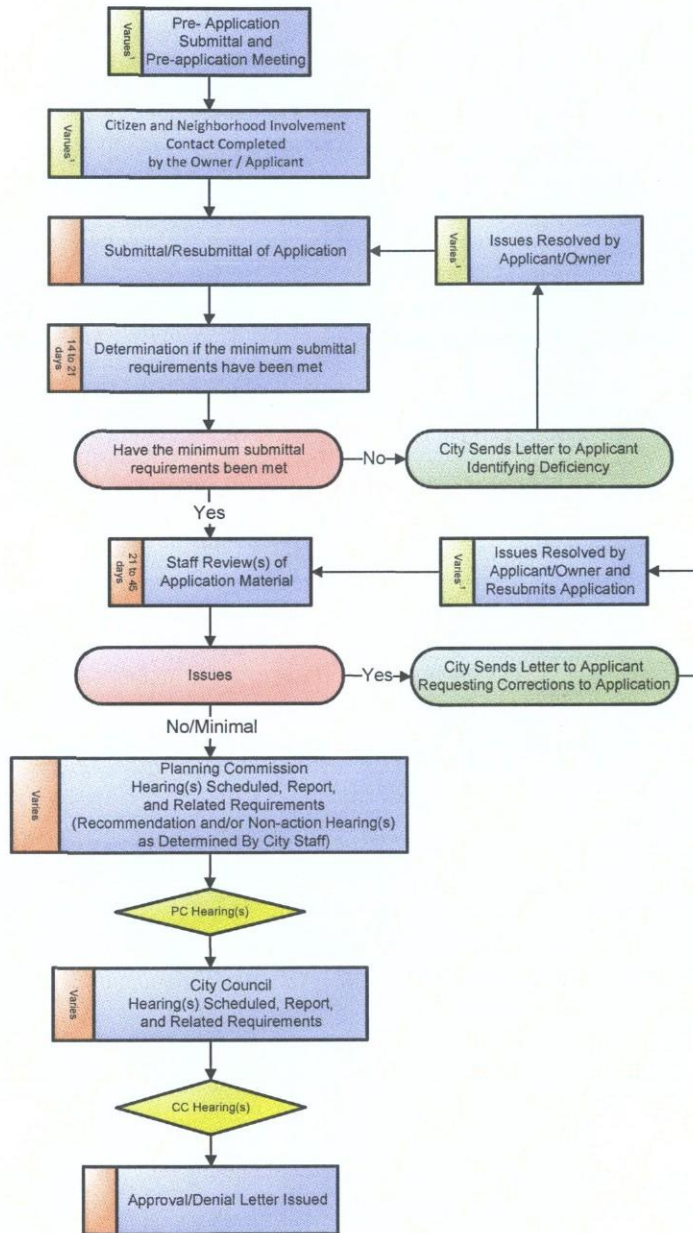 Pre- Application
Submittal and
Pre-application Meeting
Varues¹
Citizen and Neighborhood Involvement
Contact Completed
by the Owner / Applicant
Varues¹
Submittal/Resubmittal of Application
Issues Resolved by
Applicant/Owner
Varies¹
Determination if the minimum submittal
requirements have been met
14 to 21
days
Have the minimum submittal
requirements been met
No
City Sends Letter to Applicant
Identifying Deficiency
Yes
Staff Review(s) of
Application Material
21 to 45
days
Issues Resolved by
Applicant/Owner and
Resubmits Application
Varies¹
Issues
Yes
City Sends Letter to Applicant
Requesting Corrections to Application
No/Minimal
Planning Commission
Hearing(s) Scheduled, Report,
and Related Requirements
(Recommendation and/or Non-action Hearing(s)
as Determined By City Staff)
Varies
PC Hearing(s)
City Council
Hearing(s) Scheduled, Report,
and Related Requirements
Varies
CC Hearing(s)
Approval/Denial Letter Issued